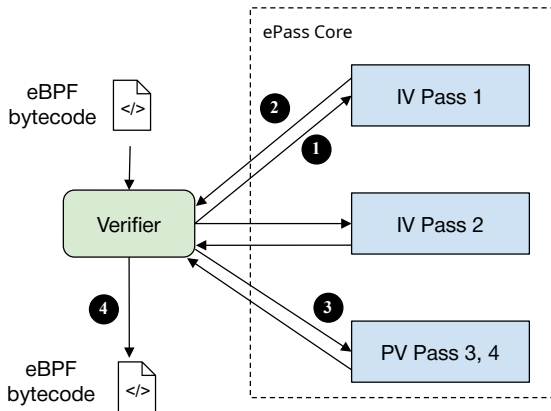 ePass Core
eBPF
bytecode
</>
IV Pass 1
2
1
Verifier
IV Pass 2
4
3
eBPF
bytecode
</>
PV Pass 3, 4